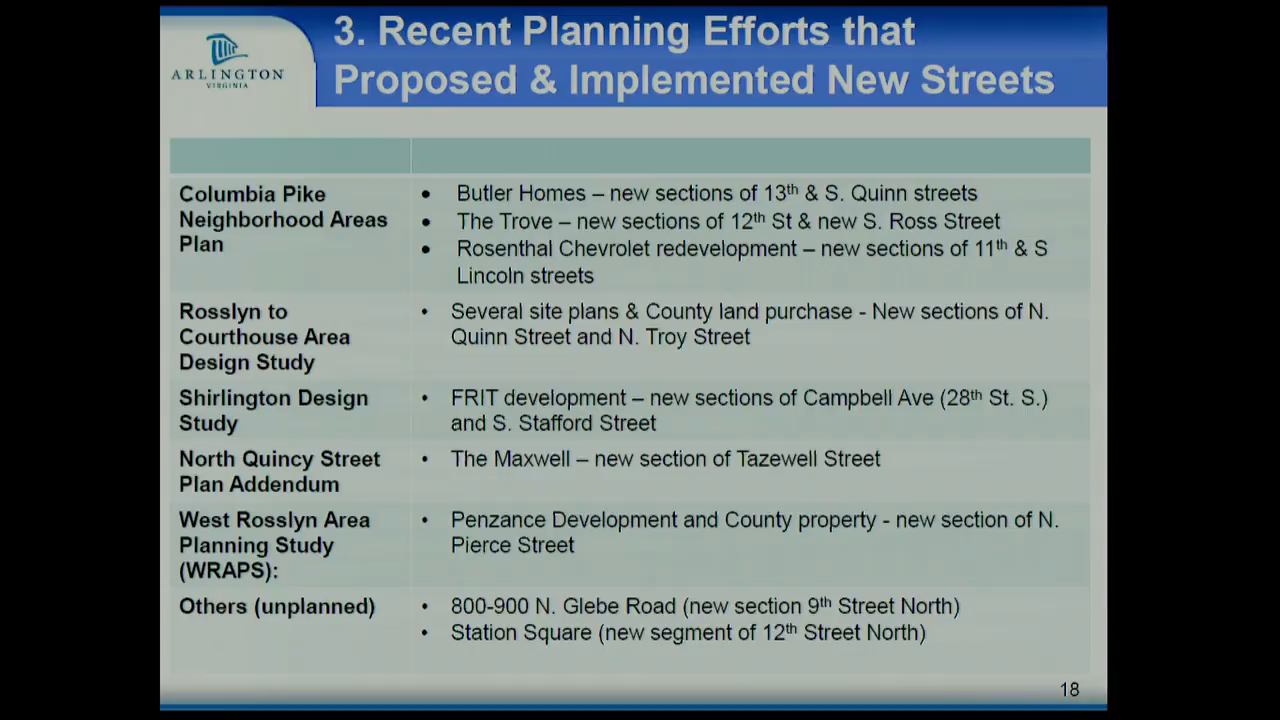 3. Recent Planning Efforts that
Proposed & Implemented New Streets
ARLINGTON
VIRGINIA
Columbia Pike
Neighborhood Areas
Plan
• Butler Homes – new sections of 13th & S. Quinn streets
• The Trove – new sections of 12th St & new S. Ross Street
• Rosenthal Chevrolet redevelopment – new sections of 11th & S
Lincoln streets
Rosslyn to
Courthouse Area
Design Study
• Several site plans & County land purchase - New sections of N.
Quinn Street and N. Troy Street
Shirlington Design
Study
• FRIT development – new sections of Campbell Ave (28th St. S.)
and S. Stafford Street
North Quincy Street
Plan Addendum
• The Maxwell – new section of Tazewell Street
West Rosslyn Area
Planning Study
(WRAPS):
• Penzance Development and County property - new section of N.
Pierce Street
Others (unplanned)
• 800-900 N. Glebe Road (new section 9th Street North)
• Station Square (new segment of 12th Street North)
18